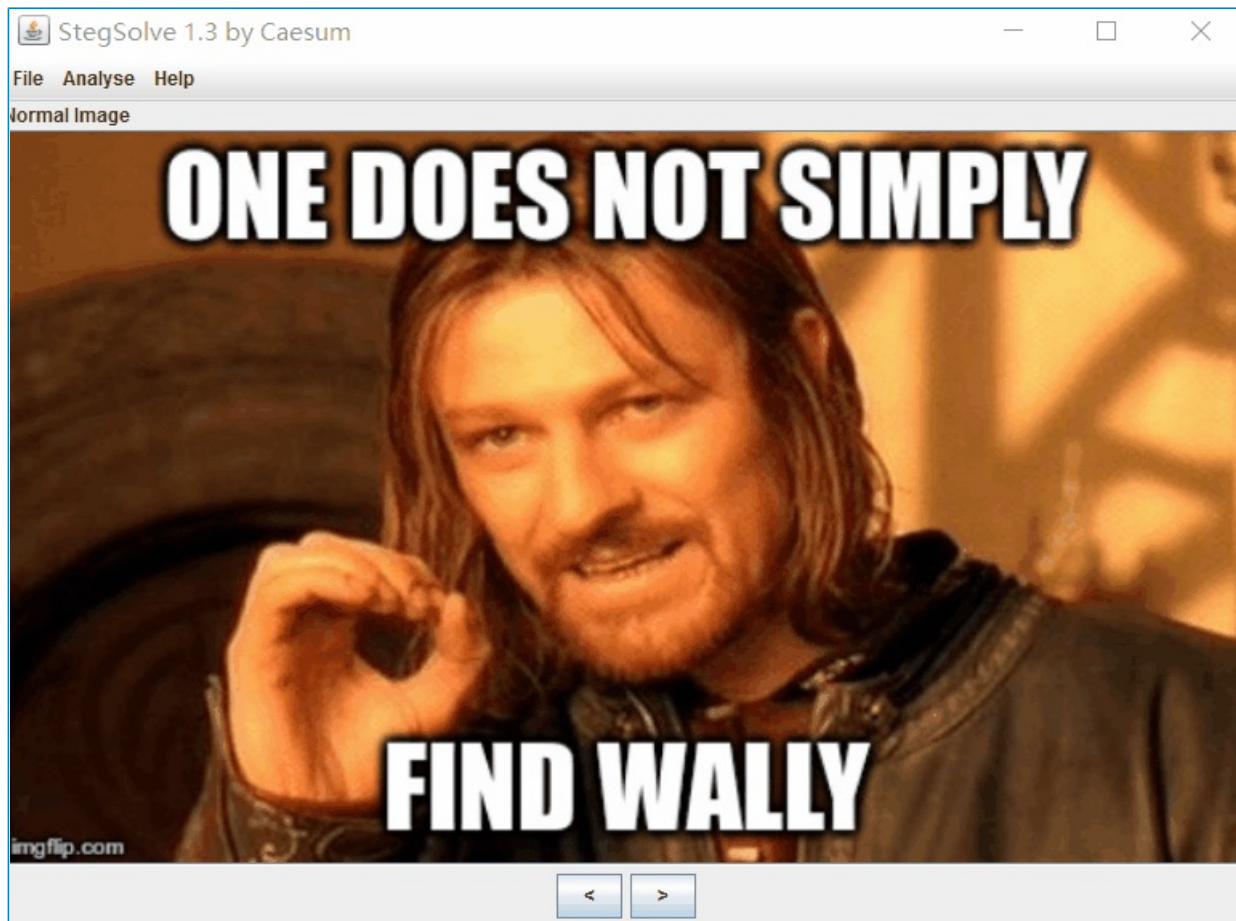 StegSolve 1.3 by Caesum
File Analyse Help
Normal Image
ONE DOES NOT SIMPLY
FIND WALLY
imgflip.com
< >